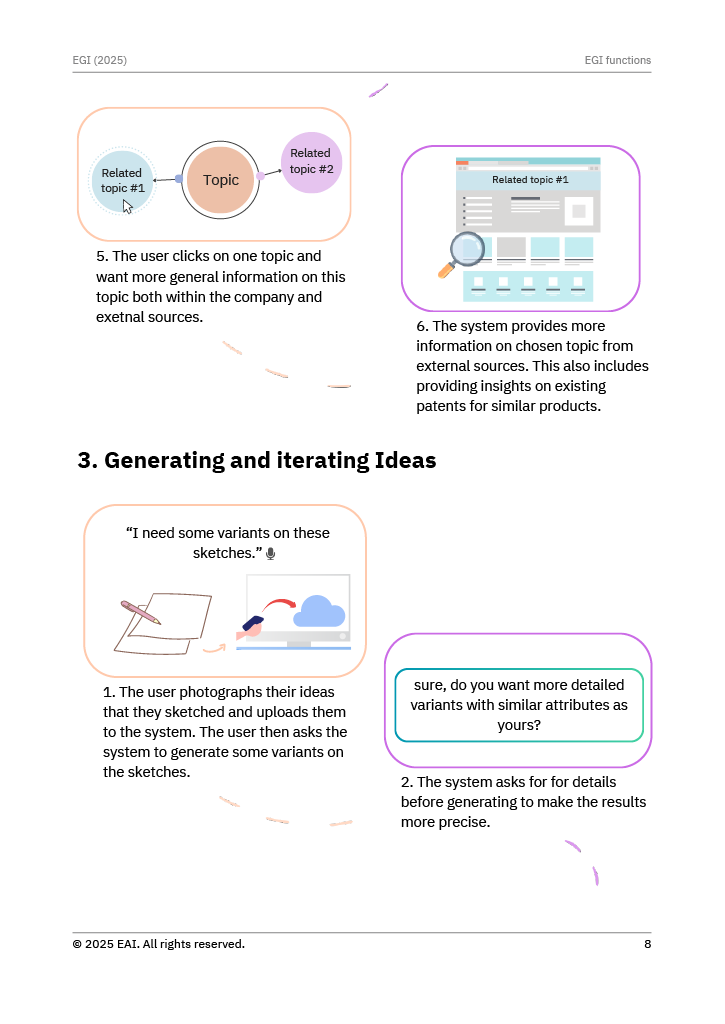 EGI (2025)
EGI functions
Related
topic #1
Topic
Related
topic #2
5. The user clicks on one topic and
want more general information on this
topic both within the company and
exetnal sources.
Related topic #1
6. The system provides more
information on chosen topic from
external sources. This also includes
providing insights on existing
patents for similar products.
3. Generating and iterating Ideas
“I need some variants on these
sketches.”
1. The user photographs their ideas
that they sketched and uploads them
to the system. The user then asks the
system to generate some variants on
the sketches.
sure, do you want more detailed
variants with similar attributes as
yours?
2. The system asks for for details
before generating to make the results
more precise.
© 2025 EAI. All rights reserved.
8